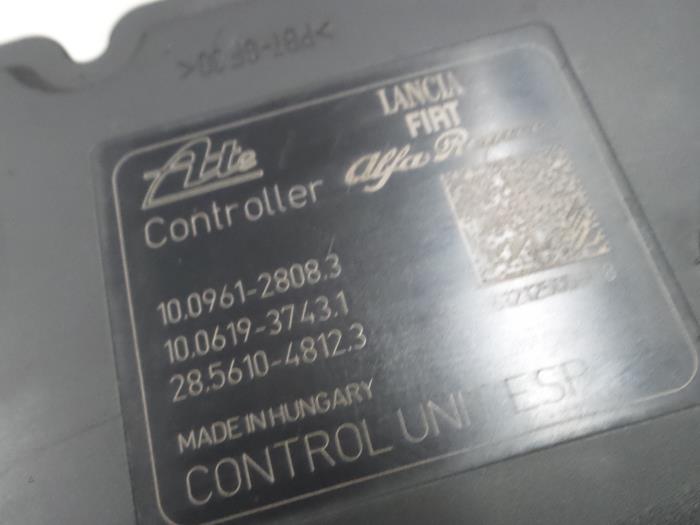 >PBT-GF30<
LANCIA
FIAT
Alfa Romeo
Ate
Controller
10.0961-2808.3
10.0619-3743.1
28.5610-4812.3
MADE IN HUNGARY
CONTROL UNIT ESP